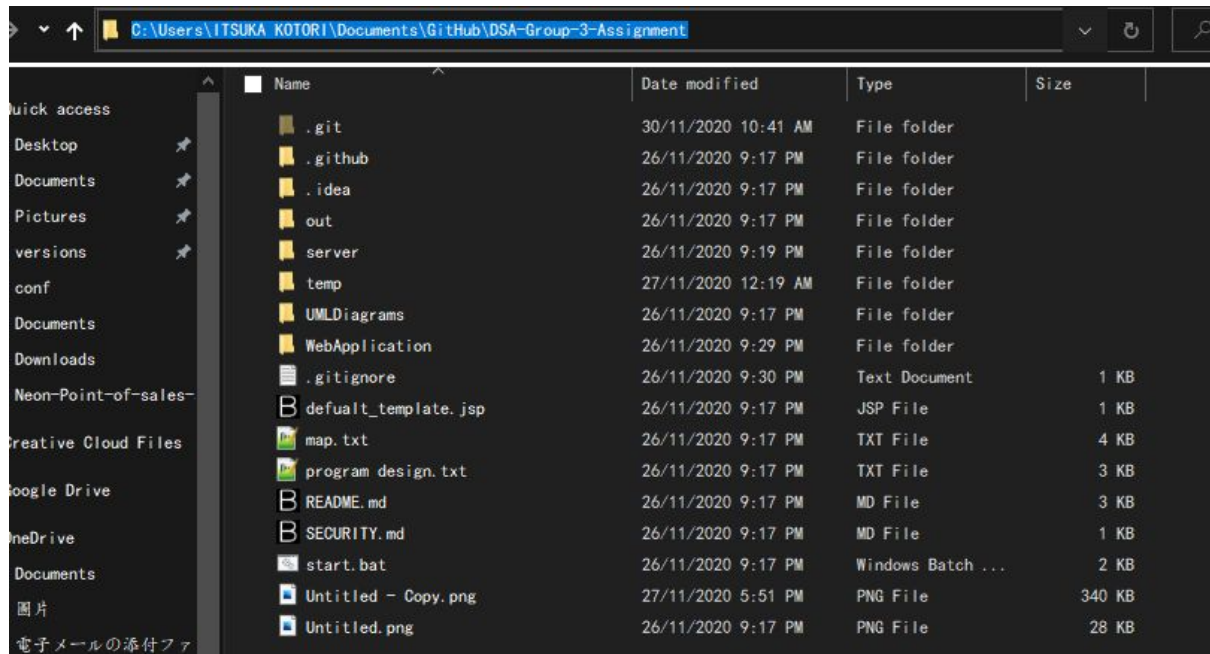 C:\Users\ITSUKA KOTORI\Documents\GitHub\DSA-Group-3-Assignment
Name Date modified Type Size
Quick access
Desktop
Documents
Pictures
versions
conf
Documents
Downloads
Neon-Point-of-sales-
Creative Cloud Files
Google Drive
OneDrive
Documents
圖片
電子メールの添付ファ
.git 30/11/2020 10:41 AM File folder
.github 26/11/2020 9:17 PM File folder
.idea 26/11/2020 9:17 PM File folder
out 26/11/2020 9:17 PM File folder
server 26/11/2020 9:19 PM File folder
temp 27/11/2020 12:19 AM File folder
UMLDiagrams 26/11/2020 9:17 PM File folder
WebApplication 26/11/2020 9:29 PM File folder
.gitignore 26/11/2020 9:30 PM Text Document 1 KB
defualt_template.jsp 26/11/2020 9:17 PM JSP File 1 KB
map.txt 26/11/2020 9:17 PM TXT File 4 KB
program design.txt 26/11/2020 9:17 PM TXT File 3 KB
README.md 26/11/2020 9:17 PM MD File 3 KB
SECURITY.md 26/11/2020 9:17 PM MD File 1 KB
start.bat 26/11/2020 9:17 PM Windows Batch ... 2 KB
Untitled - Copy.png 27/11/2020 5:51 PM PNG File 340 KB
Untitled.png 26/11/2020 9:17 PM PNG File 28 KB